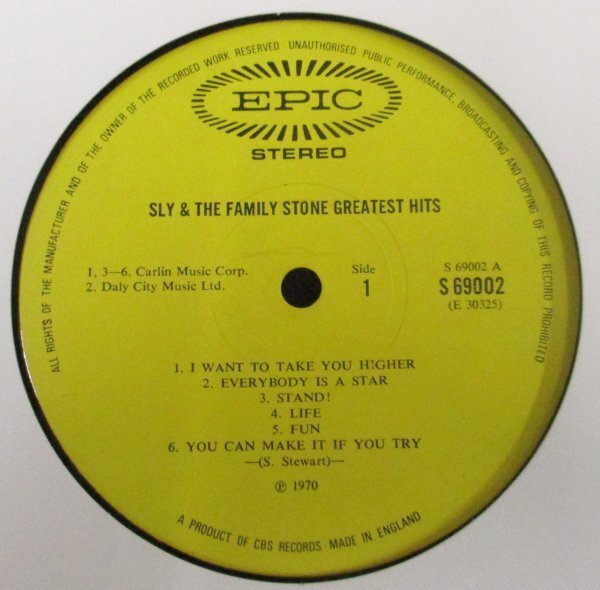 ALL RIGHTS OF THE MANUFACTURER AND OF THE OWNER OF THE RECORDED WORK RESERVED · UNAUTHORISED PUBLIC PERFORMANCE, BROADCASTING AND COPYING OF THIS RECORD PROHIBITED
EPIC
STEREO
SLY & THE FAMILY STONE GREATEST HITS
1, 3—6. Carlin Music Corp.
2. Daly City Music Ltd.
Side
1
S 69002 A
S 69002
(E 30325)
1. I WANT TO TAKE YOU HIGHER
2. EVERYBODY IS A STAR
3. STAND!
4. LIFE
5. FUN
6. YOU CAN MAKE IT IF YOU TRY
—(S. Stewart)—
℗ 1970
A PRODUCT OF CBS RECORDS · MADE IN ENGLAND